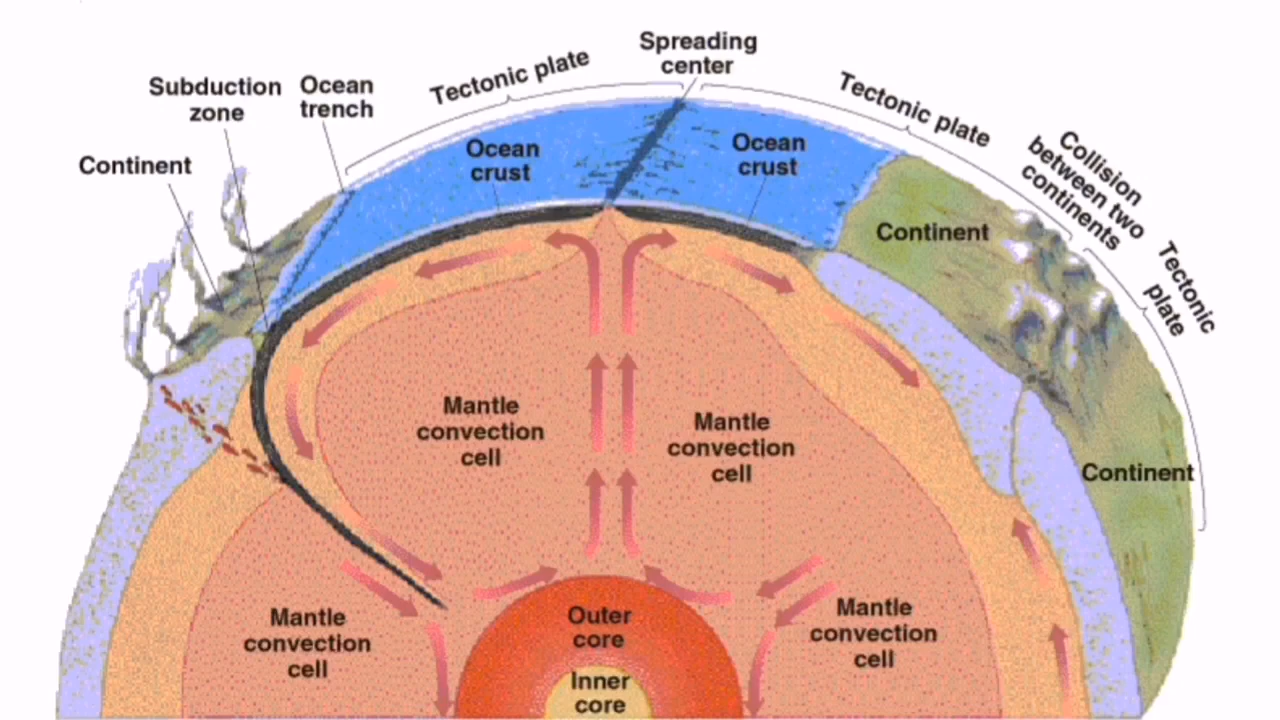 Spreading
center
Tectonic plate
Tectonic plate
Subduction
zone
Ocean
trench
Continent
Ocean
crust
Ocean
crust
Collision
between two
continents
Continent
Tectonic
plate
Mantle
convection
cell
Mantle
convection
cell
Continent
Mantle
convection
cell
Outer
core
Mantle
convection
cell
Inner
core